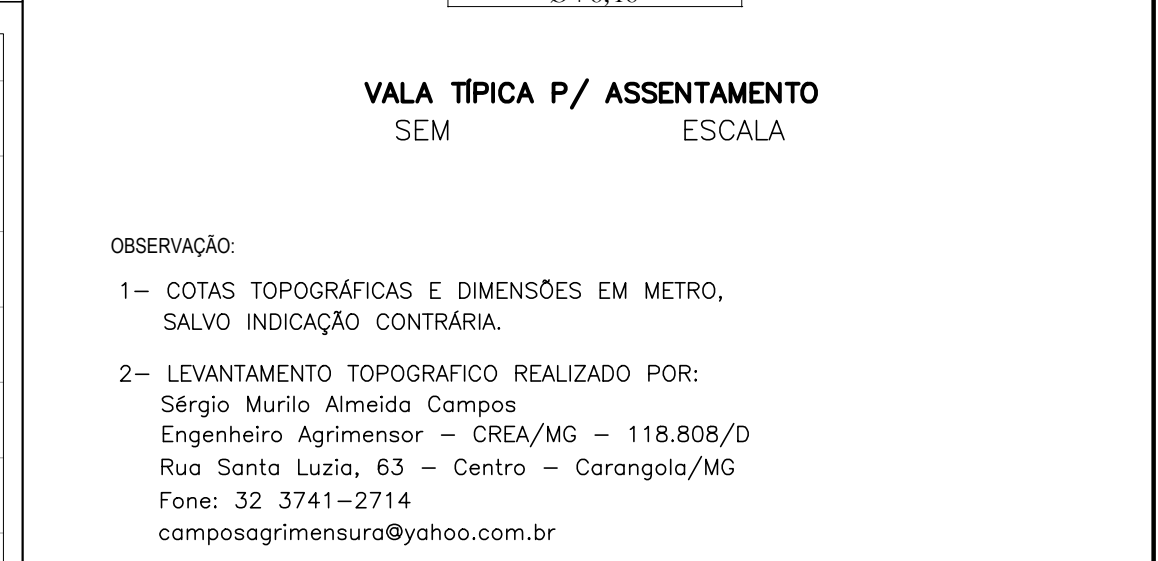 VALA TÍPICA P/ ASSENTAMENTO
SEM ESCALA
OBSERVAÇÃO:
1- COTAS TOPOGRÁFICAS E DIMENSÕES EM METRO,
SALVO INDICAÇÃO CONTRÁRIA.
2- LEVANTAMENTO TOPOGRAFICO REALIZADO POR:
Sérgio Murilo Almeida Campos
Engenheiro Agrimensor - CREA/MG - 118.808/D
Rua Santa Luzia, 63 - Centro - Carangola/MG
Fone: 32 3741-2714
camposagrimensura@yahoo.com.br